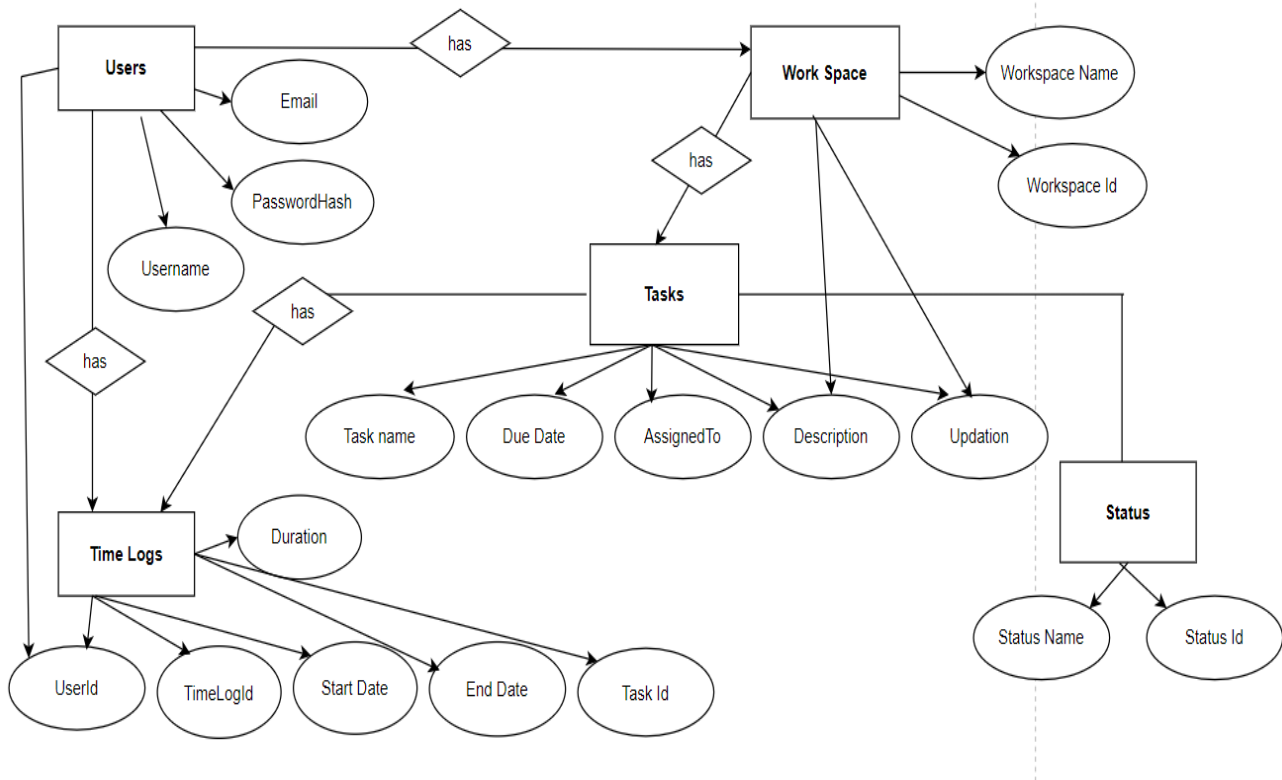 has
Users
Work Space
Workspace Name
Email
has
Workspace Id
PasswordHash
Username
Tasks
has
has
Task name
Due Date
AssignedTo
Description
Updation
Status
Duration
Time Logs
Status Name
Status Id
UserId
TimeLogId
Start Date
End Date
Task Id